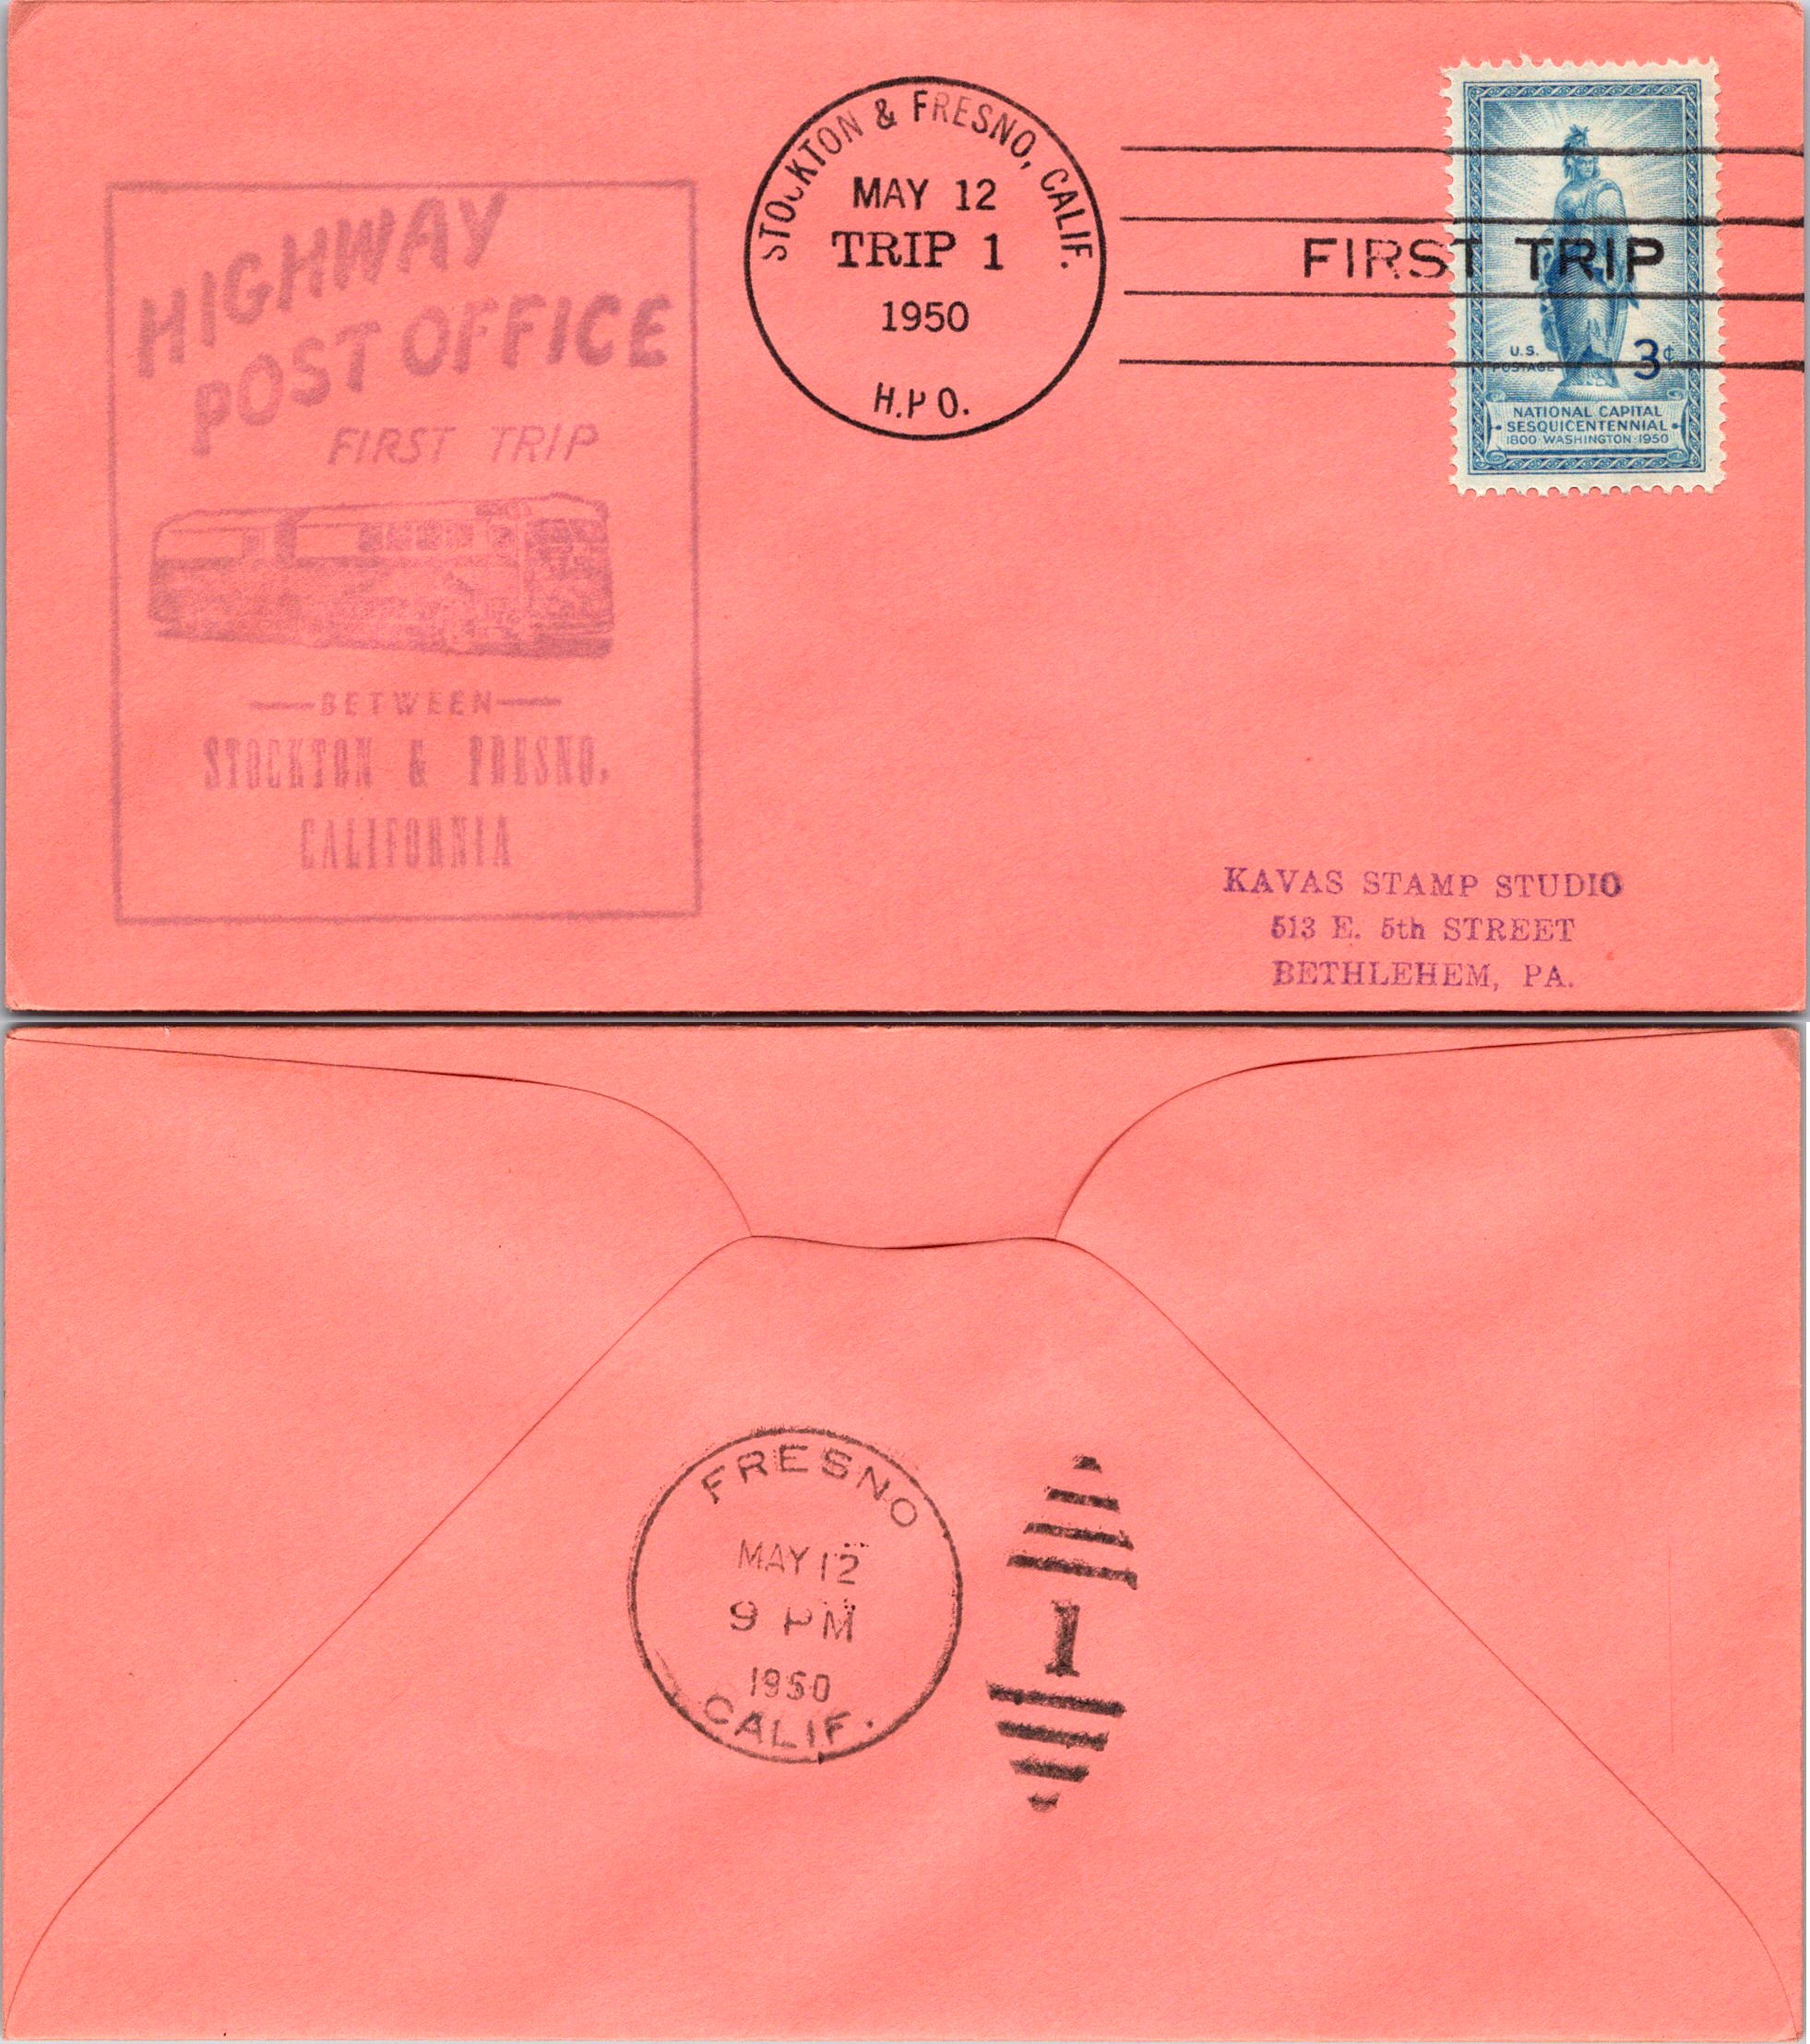 HIGHWAY
POST OFFICE
FIRST TRIP
BETWEEN
STOCKTON & FRESNO,
CALIFORNIA
STOCKTON & FRESNO, CALIF.
MAY 12
TRIP 1
1950
H.P.O.
FIRST TRIP
U.S.
POSTAGE
3¢
NATIONAL CAPITAL
SESQUICENTENNIAL
1800·WASHINGTON·1950
KAVAS STAMP STUDIO
513 E. 5th STREET
BETHLEHEM, PA.
FRESNO
MAY 12
9 PM
1950
CALIF.
1